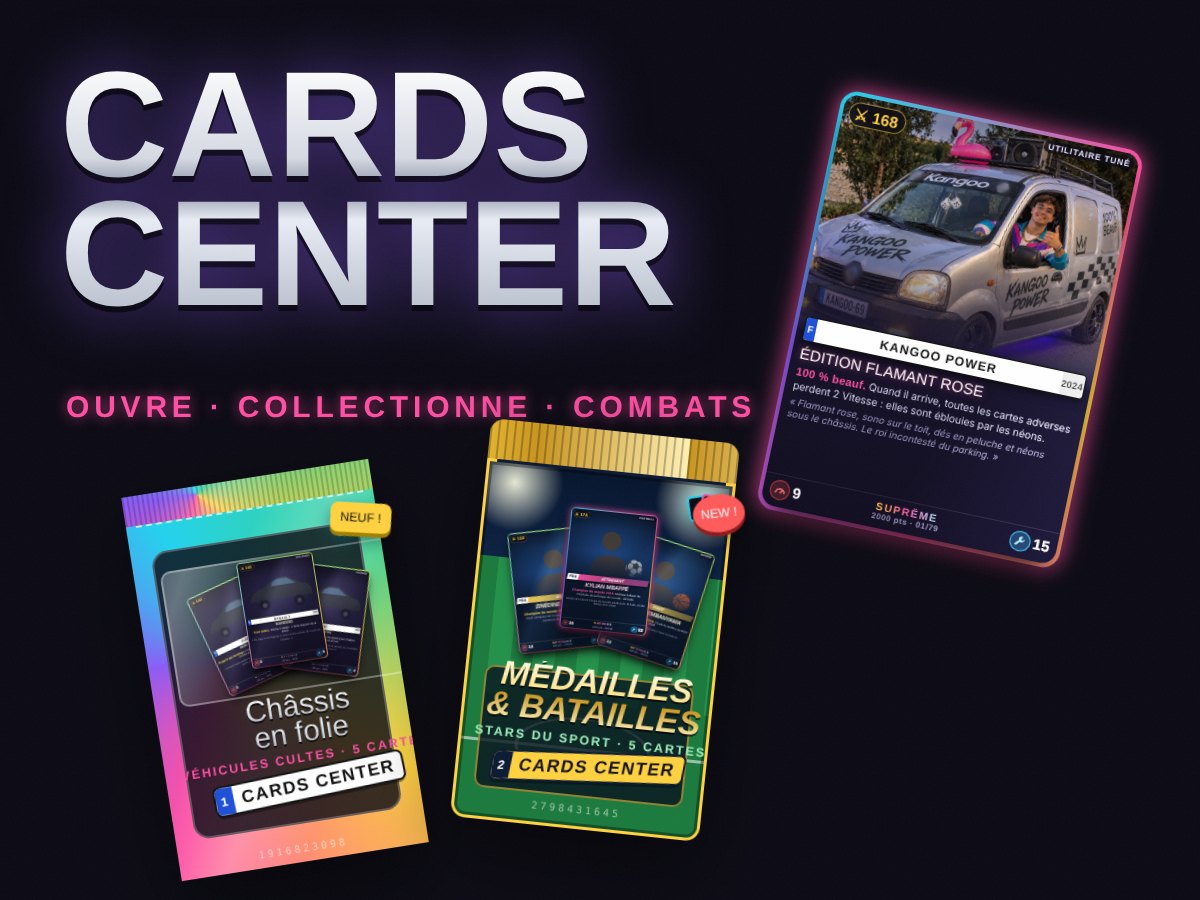 CARDS
CENTER
OUVRE · COLLECTIONNE · COMBATS
168
UTILITAIRE TUNÉ
Kangoo
KANGOO
POWER
100%
BEAUF
KANGOO
POWER
KANGOO-69
F KANGOO POWER 2024
ÉDITION FLAMANT ROSE
100 % beauf. Quand il arrive, toutes les cartes adverses
perdent 2 Vitesse : elles sont éblouies par les néons.
« Flamant rose, sono sur le toit, dés en peluche et néons
sous le châssis. Le roi incontesté du parking. »
9
SUPRÊME
2000 pts · 01/79
15
NEUF !
Châssis
en folie
VÉHICULES CULTES · 5 CARTE
1 CARDS CENTER
1916823098
NEW !
KYLIAN MBAPPÉ
MÉDAILLES
& BATAILLES
STARS DU SPORT · 5 CARTES
2 CARDS CENTER
2798431645